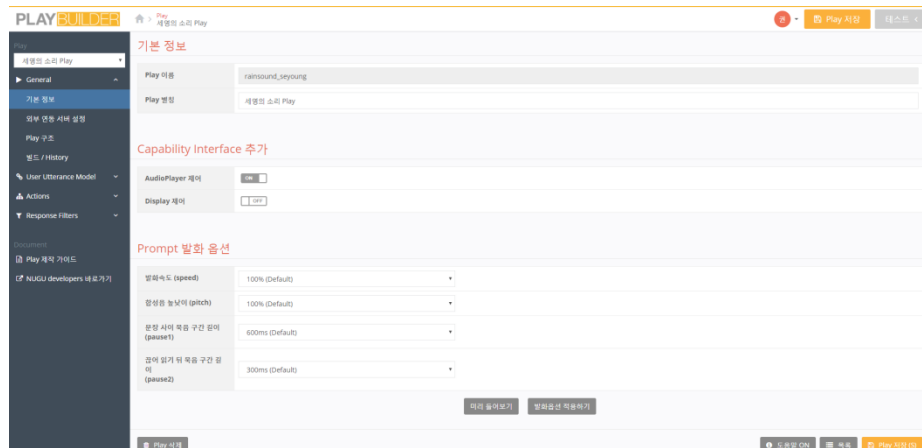 PLAYBUILDER
Play
세영의 소리 Play
권
Play 저장
테스트 <
Play
세영의 소리 Play
General
기본 정보
외부 연동 서버 설정
Play 구조
빌드 / History
User Utterance Model
Actions
Response Filters
Document
Play 제작 가이드
NUGU developers 바로가기
기본 정보
Play 이름
rainsound_seyoung
Play 별칭
세영의 소리 Play
Capability Interface 추가
AudioPlayer 제어
ON
Display 제어
OFF
Prompt 발화 옵션
발화속도 (speed)
100% (Default)
합성음 높낮이 (pitch)
100% (Default)
문장 사이 묵음 구간 길이
(pause1)
600ms (Default)
끊어 읽기 뒤 묵음 구간 길
이
(pause2)
300ms (Default)
미리 들어보기
발화옵션 적용하기
Play 삭제
도움말 ON
목록
Play 저장 (S)